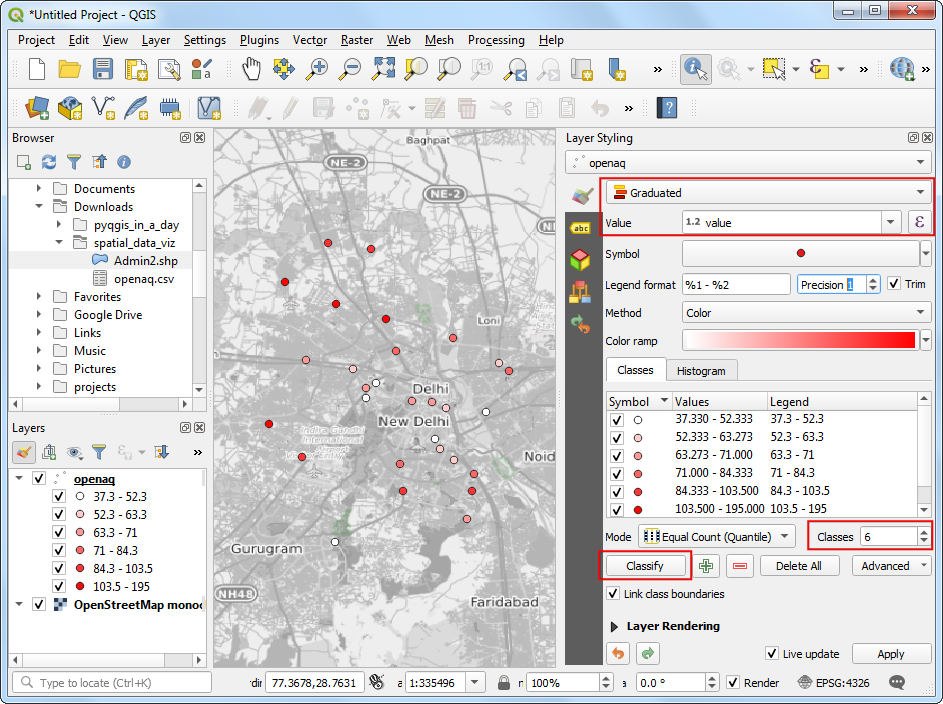 *Untitled Project - QGIS
Project Edit View Layer Settings Plugins Vector Raster Web Mesh Processing Help
Browser
Documents
Downloads
pyqgis_in_a_day
spatial_data_viz
Admin2.shp
openaq.csv
Favorites
Google Drive
Links
Music
Pictures
projects
Layers
openaq
37.3 - 52.3
52.3 - 63.3
63.3 - 71
71 - 84.3
84.3 - 103.5
103.5 - 195
OpenStreetMap monoc
Baghpat
NE-2
NE-2
Loni
Delhi
New Delhi
Indira Gandhi
International
Noid
Gurugram
NH48
Faridabad
Layer Styling
openaq
Graduated
Value 1.2 value ε
Symbol
Legend format %1 - %2 Precision 1 Trim
Method Color
Color ramp
Classes Histogram
Symbol Values Legend
37.330 - 52.333 37.3 - 52.3
52.333 - 63.273 52.3 - 63.3
63.273 - 71.000 63.3 - 71
71.000 - 84.333 71 - 84.3
84.333 - 103.500 84.3 - 103.5
103.500 - 195.000 103.5 - 195
Mode Equal Count (Quantile) Classes 6
Classify Delete All Advanced
Link class boundaries
Layer Rendering
Live update Apply
Type to locate (Ctrl+K) dir 77.3678,28.7631 a 1:335496 100% a 0.0 ° Render EPSG:4326